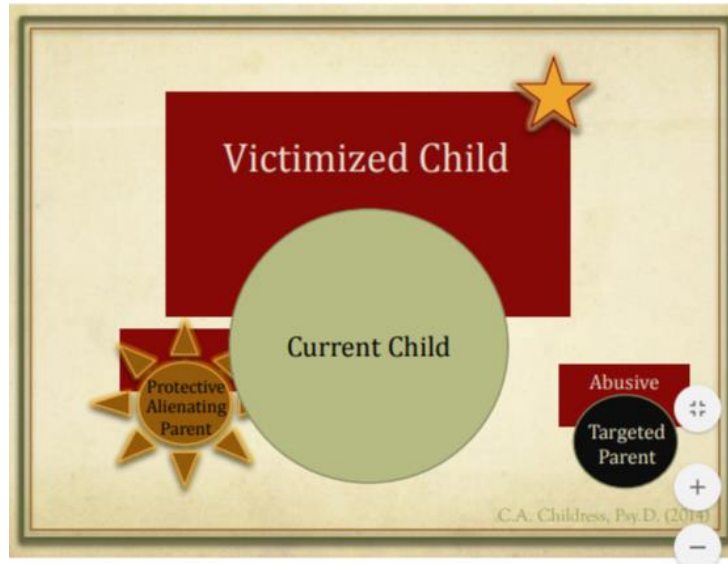 Victimized Child
Current Child
Protective
Alienating
Parent
Abusive
Targeted
Parent
C.A. Childress, Psy.D. (2014)